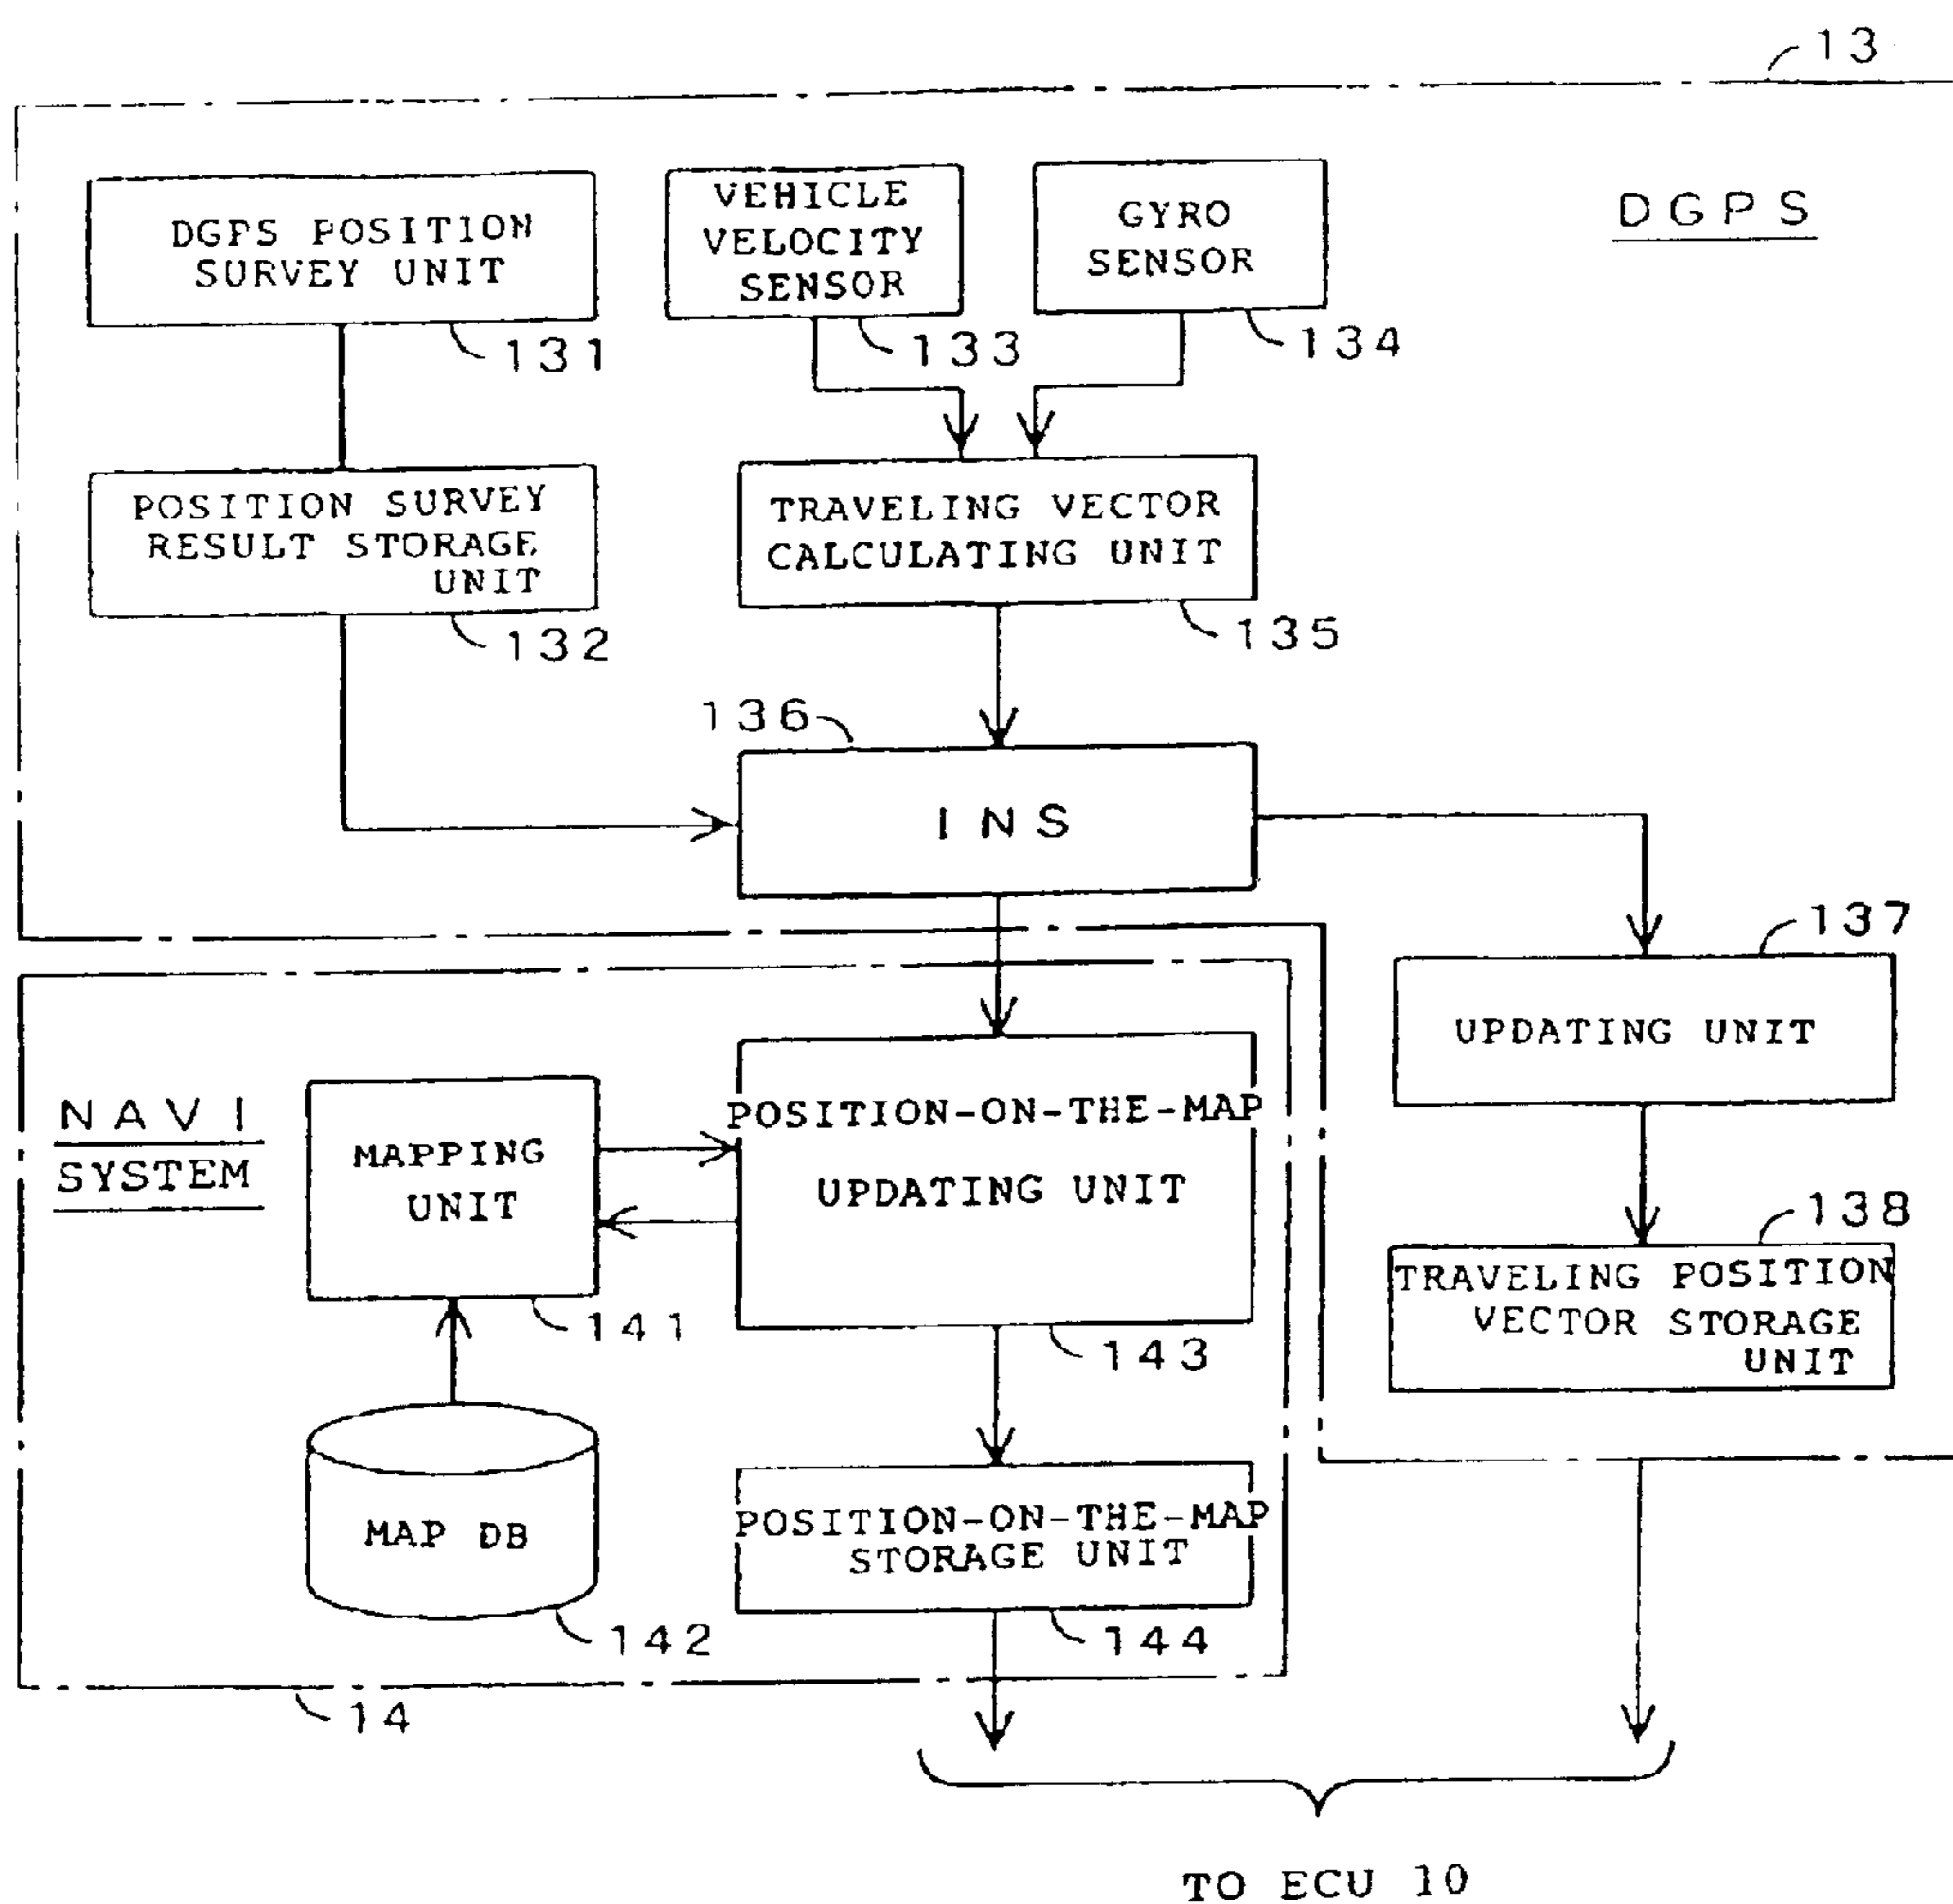 13
DGPS POSITION
SURVEY UNIT
131
VEHICLE
VELOCITY
SENSOR
133
GYRO
SENSOR
134
DGPS
POSITION SURVEY
RESULT STORAGE
UNIT
132
TRAVELING VECTOR
CALCULATING UNIT
135
136
INS
137
UPDATING UNIT
138
TRAVELING POSITION
VECTOR STORAGE
UNIT
NAVI
SYSTEM
MAPPING
UNIT
141
POSITION-ON-THE-MAP
UPDATING UNIT
143
MAP DB
142
POSITION-ON-THE-MAP
STORAGE UNIT
144
14
TO ECU 10